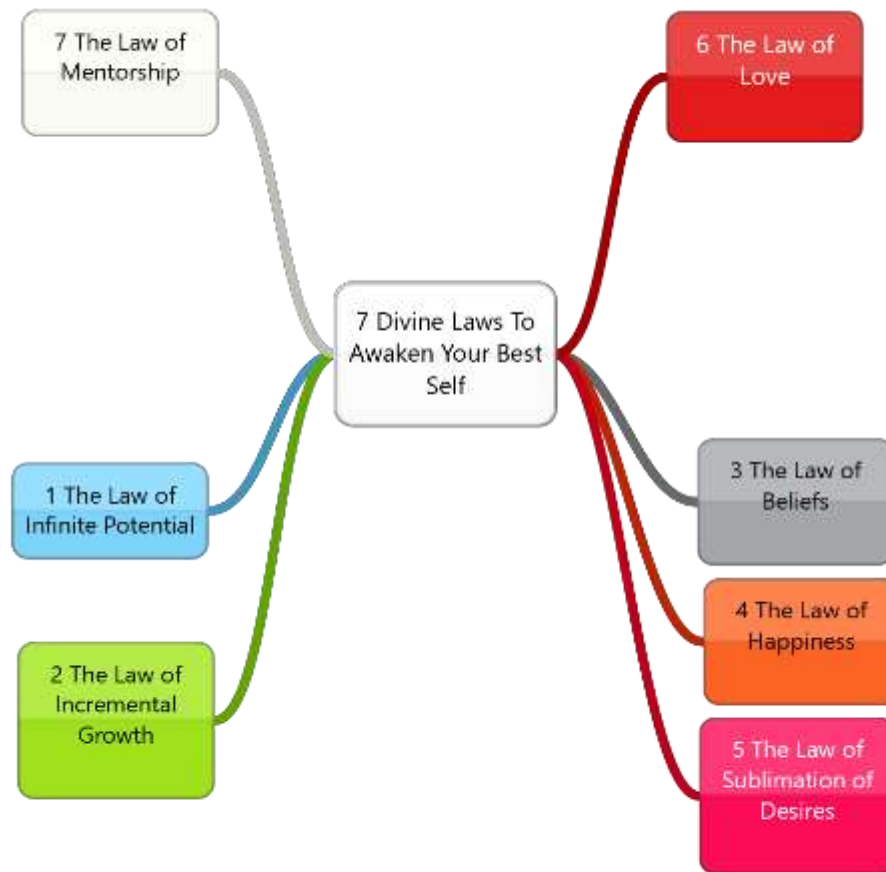 7 The Law of
Mentorship
6 The Law of
Love
7 Divine Laws To
Awaken Your Best
Self
1 The Law of
Infinite Potential
3 The Law of
Beliefs
4 The Law of
Happiness
2 The Law of
Incremental
Growth
5 The Law of
Sublimation of
Desires